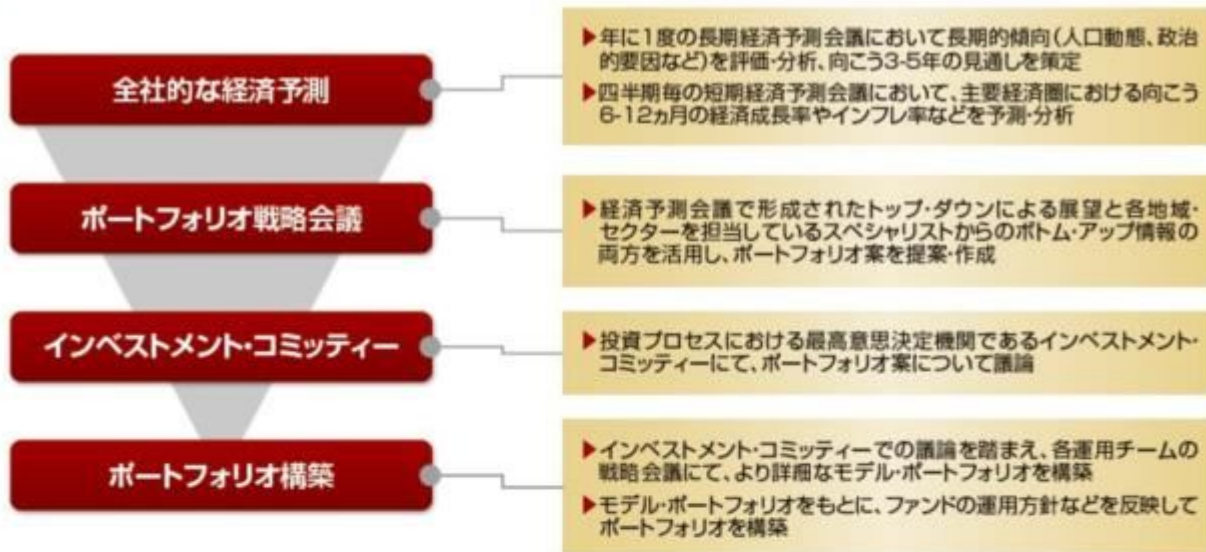 全社的な経済予測
▶年に1度の長期経済予測会議において長期的傾向(人口動態、政治
的要因など)を評価・分析、向こう3-5年の見通しを策定
▶四半期毎の短期経済予測会議において、主要経済圏における向こう
6-12ヵ月の経済成長率やインフレ率などを予測・分析
ポートフォリオ戦略会議
▶経済予測会議で形成されたトップ・ダウンによる展望と各地域・
セクターを担当しているスペシャリストからのボトム・アップ情報の
両方を活用し、ポートフォリオ案を提案・作成
インベストメント・コミッティー
▶投資プロセスにおける最高意思決定機関であるインベストメント・
コミッティーにて、ポートフォリオ案について議論
ポートフォリオ構築
▶インベストメント・コミッティーでの議論を踏まえ、各運用チームの
戦略会議にて、より詳細なモデル・ポートフォリオを構築
▶モデル・ポートフォリオをもとに、ファンドの運用方針などを反映して
ポートフォリオを構築